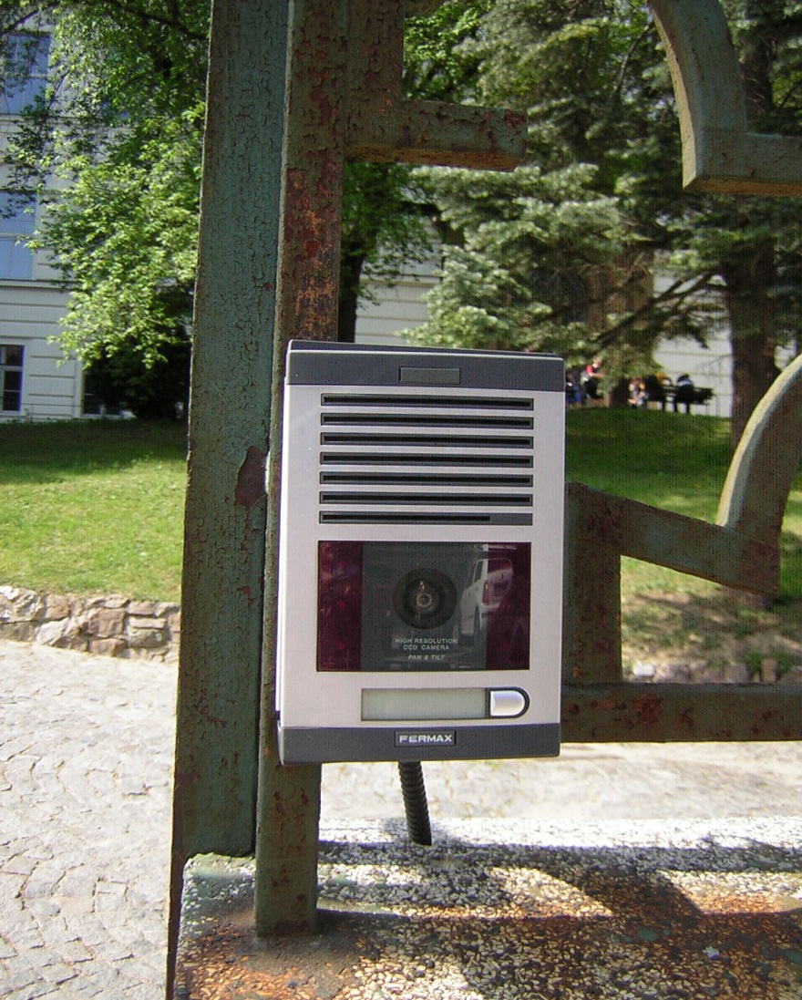 HIGH RESOLUTION
CCD CAMERA
PAN & TILT
FERMAX